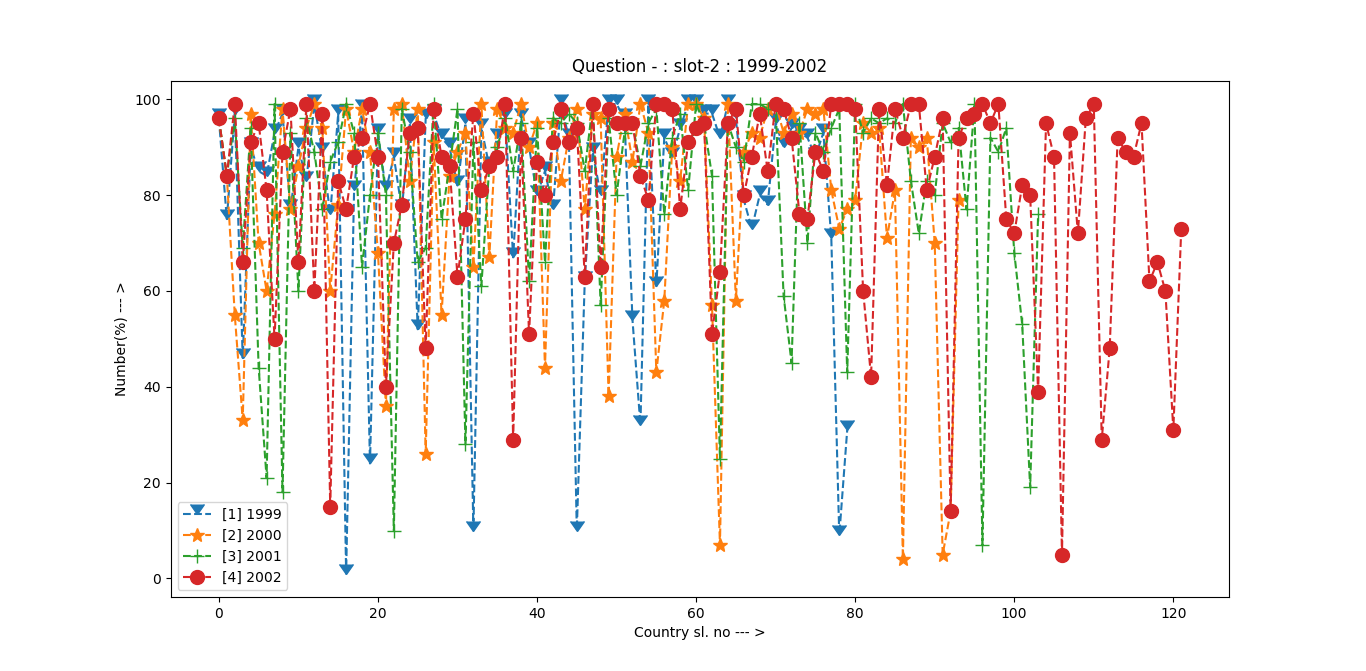 Question - : slot-2 : 1999-2002
Number(%) --- >
100
80
60
40
20
0
[1] 1999
[2] 2000
[3] 2001
[4] 2002
0 20 40 60 80 100 120
Country sl. no --- >